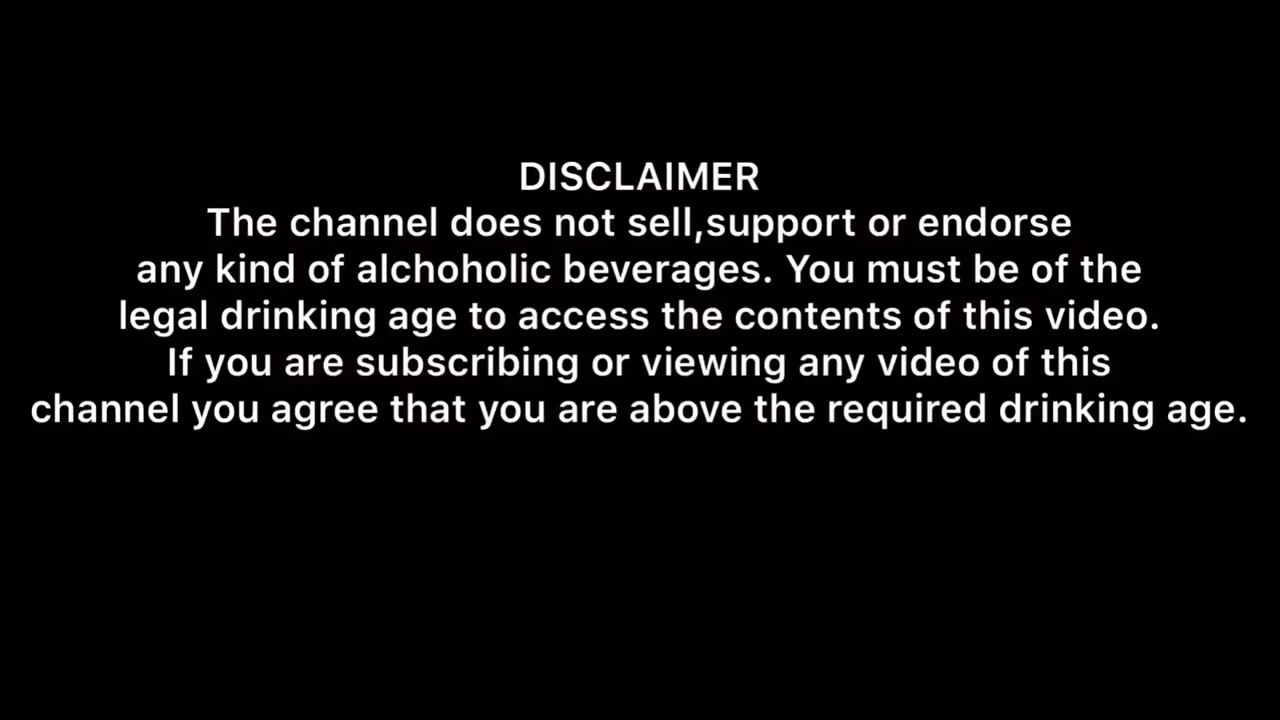 DISCLAIMER
The channel does not sell,support or endorse
any kind of alchoholic beverages. You must be of the
legal drinking age to access the contents of this video.
If you are subscribing or viewing any video of this
channel you agree that you are above the required drinking age.